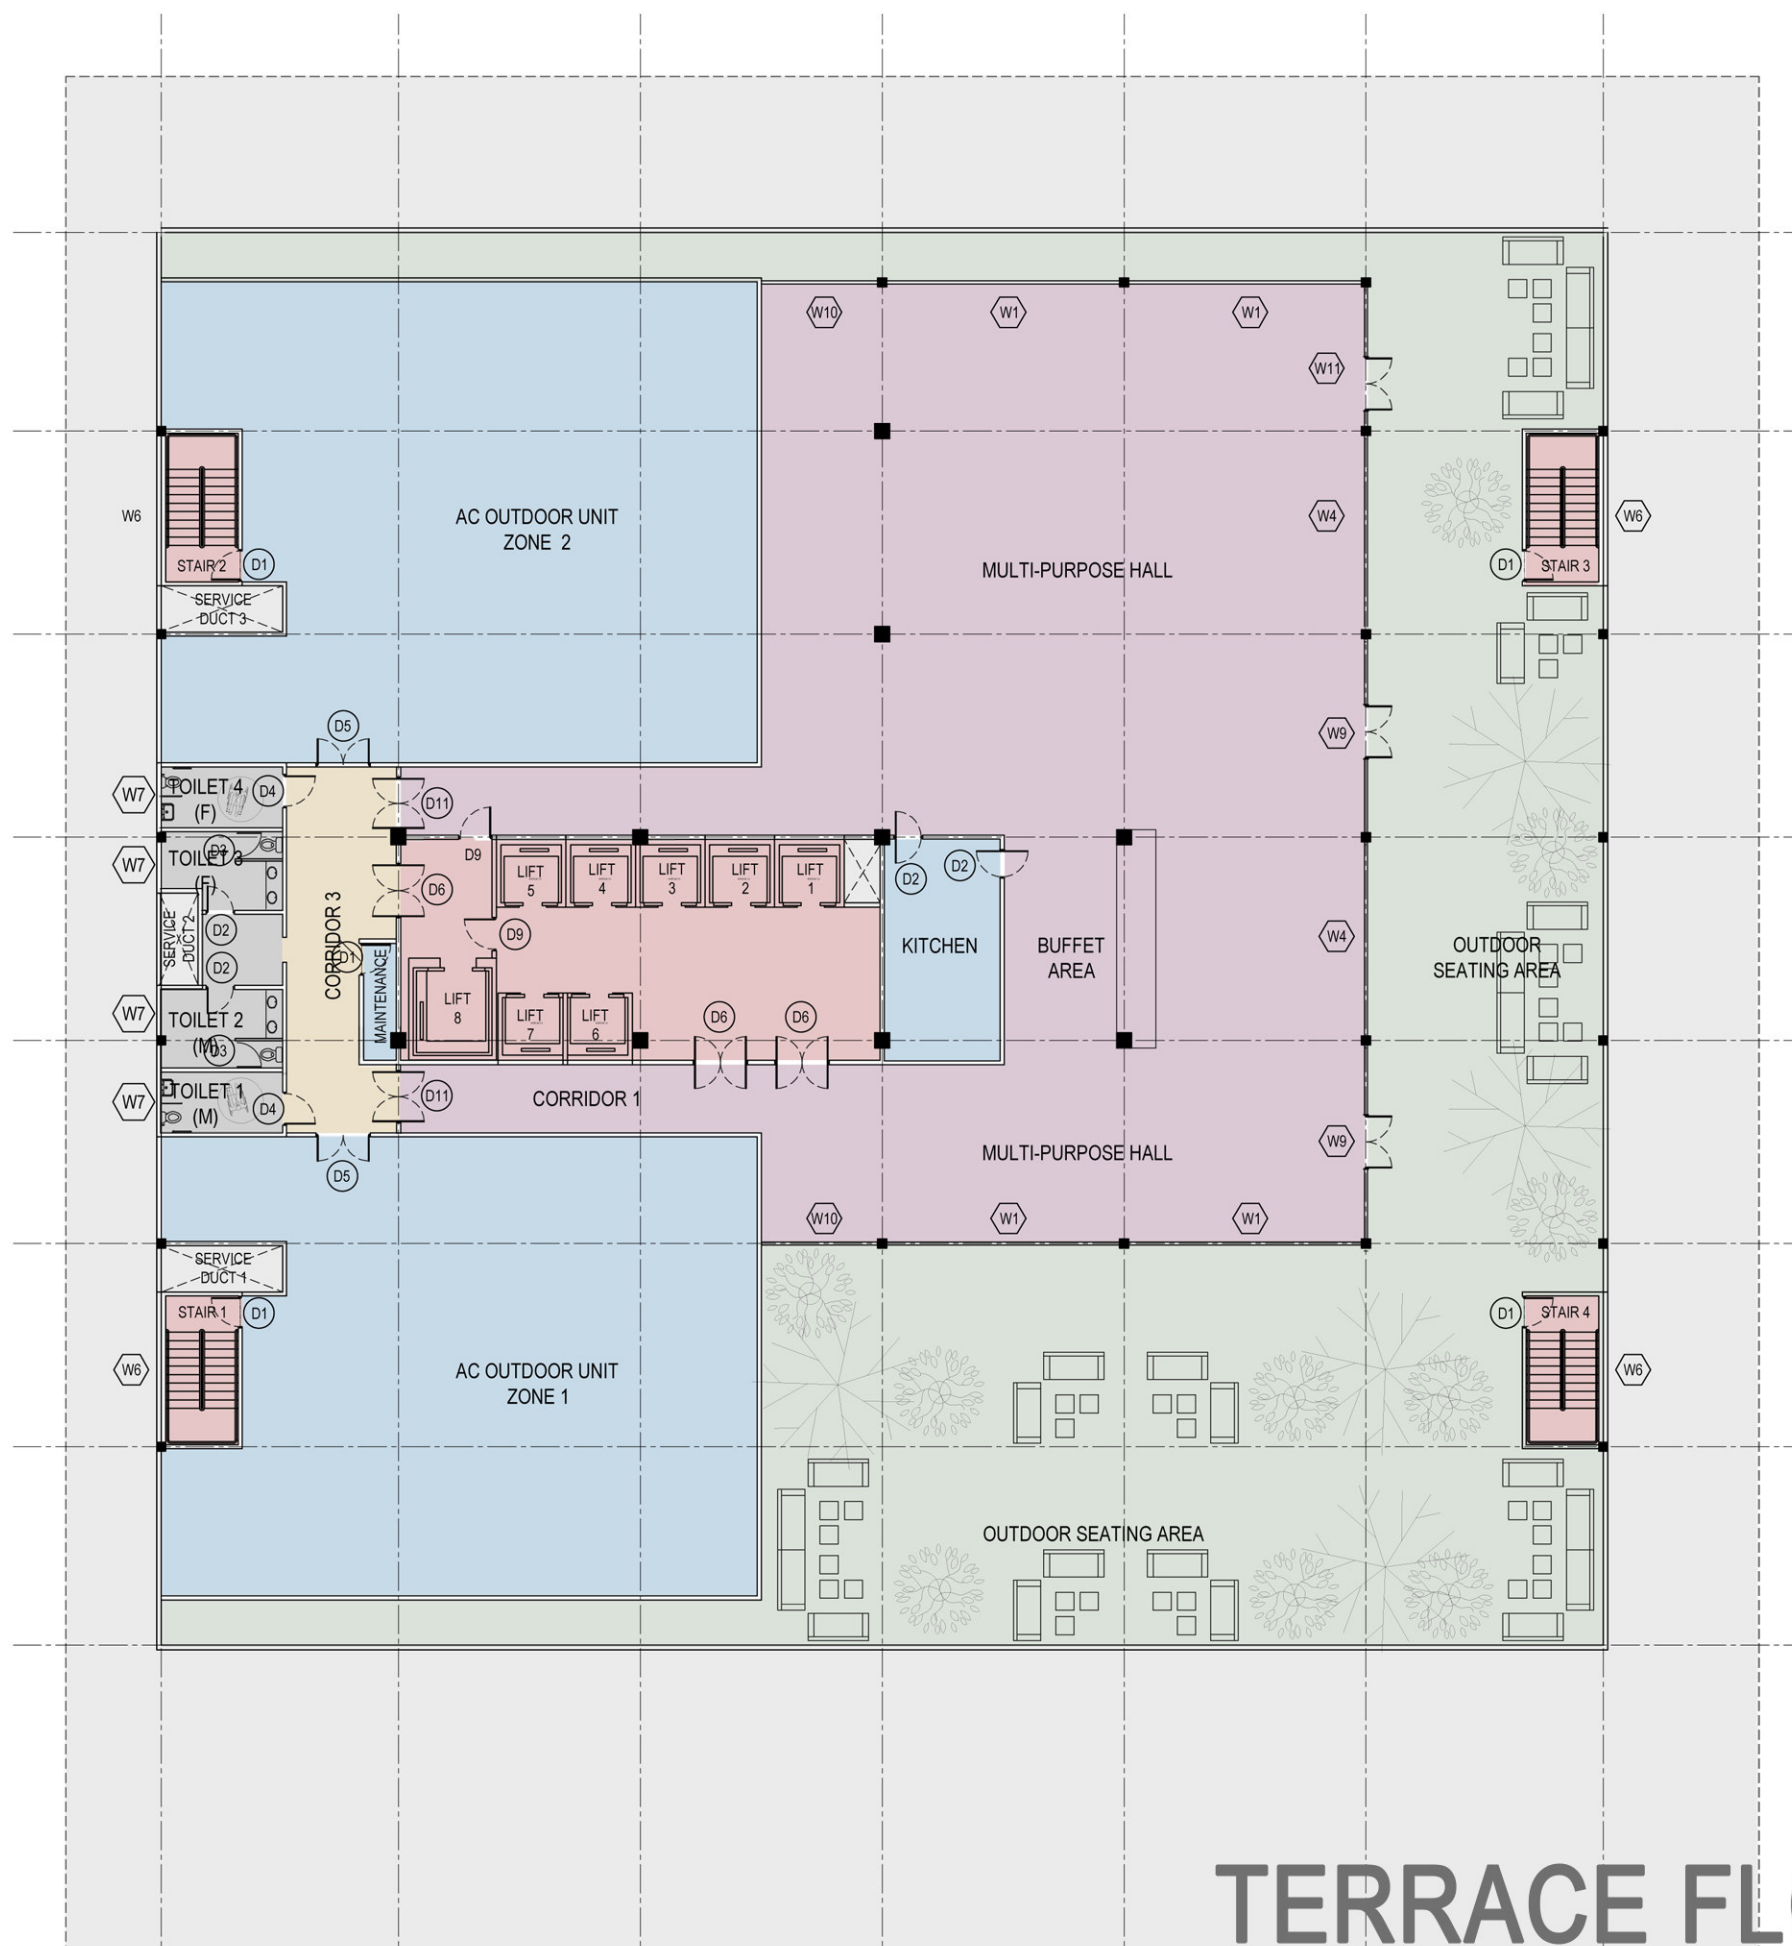 W10
W1
W1
W11
W6
AC OUTDOOR UNIT
ZONE 2
W4
W6
STAIR 2
D1
MULTI-PURPOSE HALL
D1
STAIR 3
SERVICE
DUCT 3
D5
W9
W7
TOILET 4
(F)
D4
D11
W7
D3
TOILET 3
(F)
D9
D6
LIFT
5
LIFT
4
LIFT
3
LIFT
2
LIFT
1
D2
D2
SERVICE
DUCT 2
D2
D2
CORRIDOR 3
D1
MAINTENANCE
D9
KITCHEN
BUFFET
AREA
W4
OUTDOOR
SEATING AREA
W7
TOILET 2
(M)
D3
LIFT
8
LIFT
7
LIFT
6
D6
D6
W7
TOILET 1
(M)
D4
D11
CORRIDOR 1
MULTI-PURPOSE HALL
W9
D5
W10
W1
W1
SERVICE
DUCT 1
STAIR 1
D1
D1
STAIR 4
W6
AC OUTDOOR UNIT
ZONE 1
W6
OUTDOOR SEATING AREA
TERRACE FL